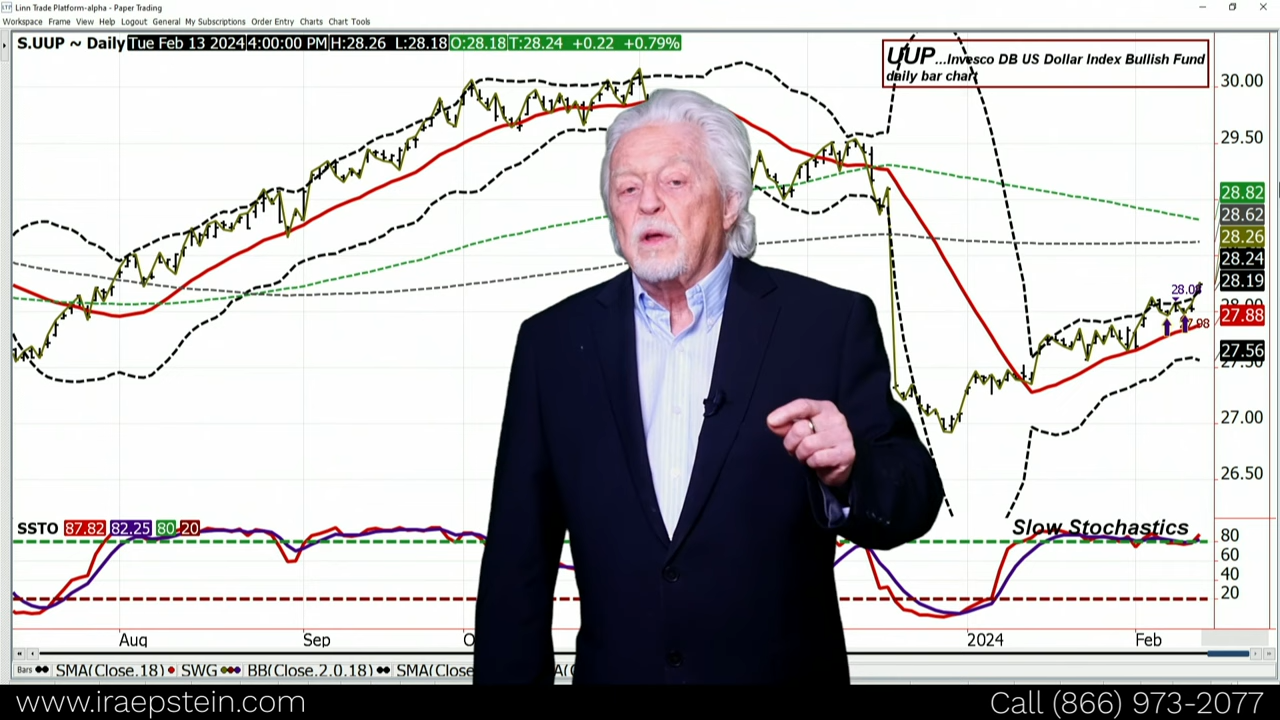 Linn Trade Platform-alpha - Paper Trading
Workspace Frame View Help Logout General My Subscriptions Order Entry Charts Chart Tools
S.UUP ~ Daily Tue Feb 13 2024 4:00:00 PM H:28.26 L:28.18 O:28.18 T:28.24 +0.22 +0.79%
UUP...Invesco DB US Dollar Index Bullish Fund
daily bar chart
30.00
29.50
28.82
28.62
28.26
28.24
28.19
28.00
27.88
27.56
27.50
27.00
26.50
SSTO 87.82 82.25 80 -20
Slow Stochastics
80
60
40
20
Aug Sep 2024 Feb
Bars SMA(Close.18) SWG BB(Close.2.0.18) SMA(Close.
www.iraepstein.com Call (866) 973-2077